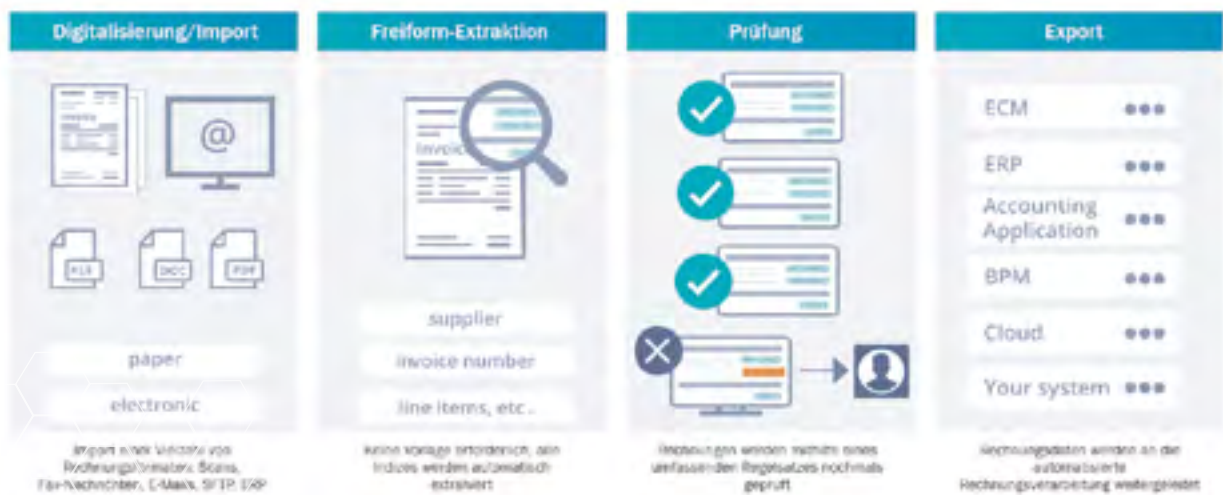 Digitalisierung/Import
@
DOC
PDF
paper
electronic
Import einer Vielzahl von
Rechnungsformaten: Scans,
Fax-Nachrichten, E-Mails, SFTP, ERP
Freiform-Extraktion
Invoic
supplier
invoice number
line items, etc..
Keine Vorlage erforderlich, alle
Indizes werden automatisch
extrahiert
Prüfung
Rechnungen werden mithilfe eines
umfassenden Regelsatzes nochmals
geprüft
Export
ECM
ERP
Accounting
Application
BPM
Cloud
Your system
Rechnungsdaten werden an die
automatisierte
Rechnungsverarbeitung weitergeleitet